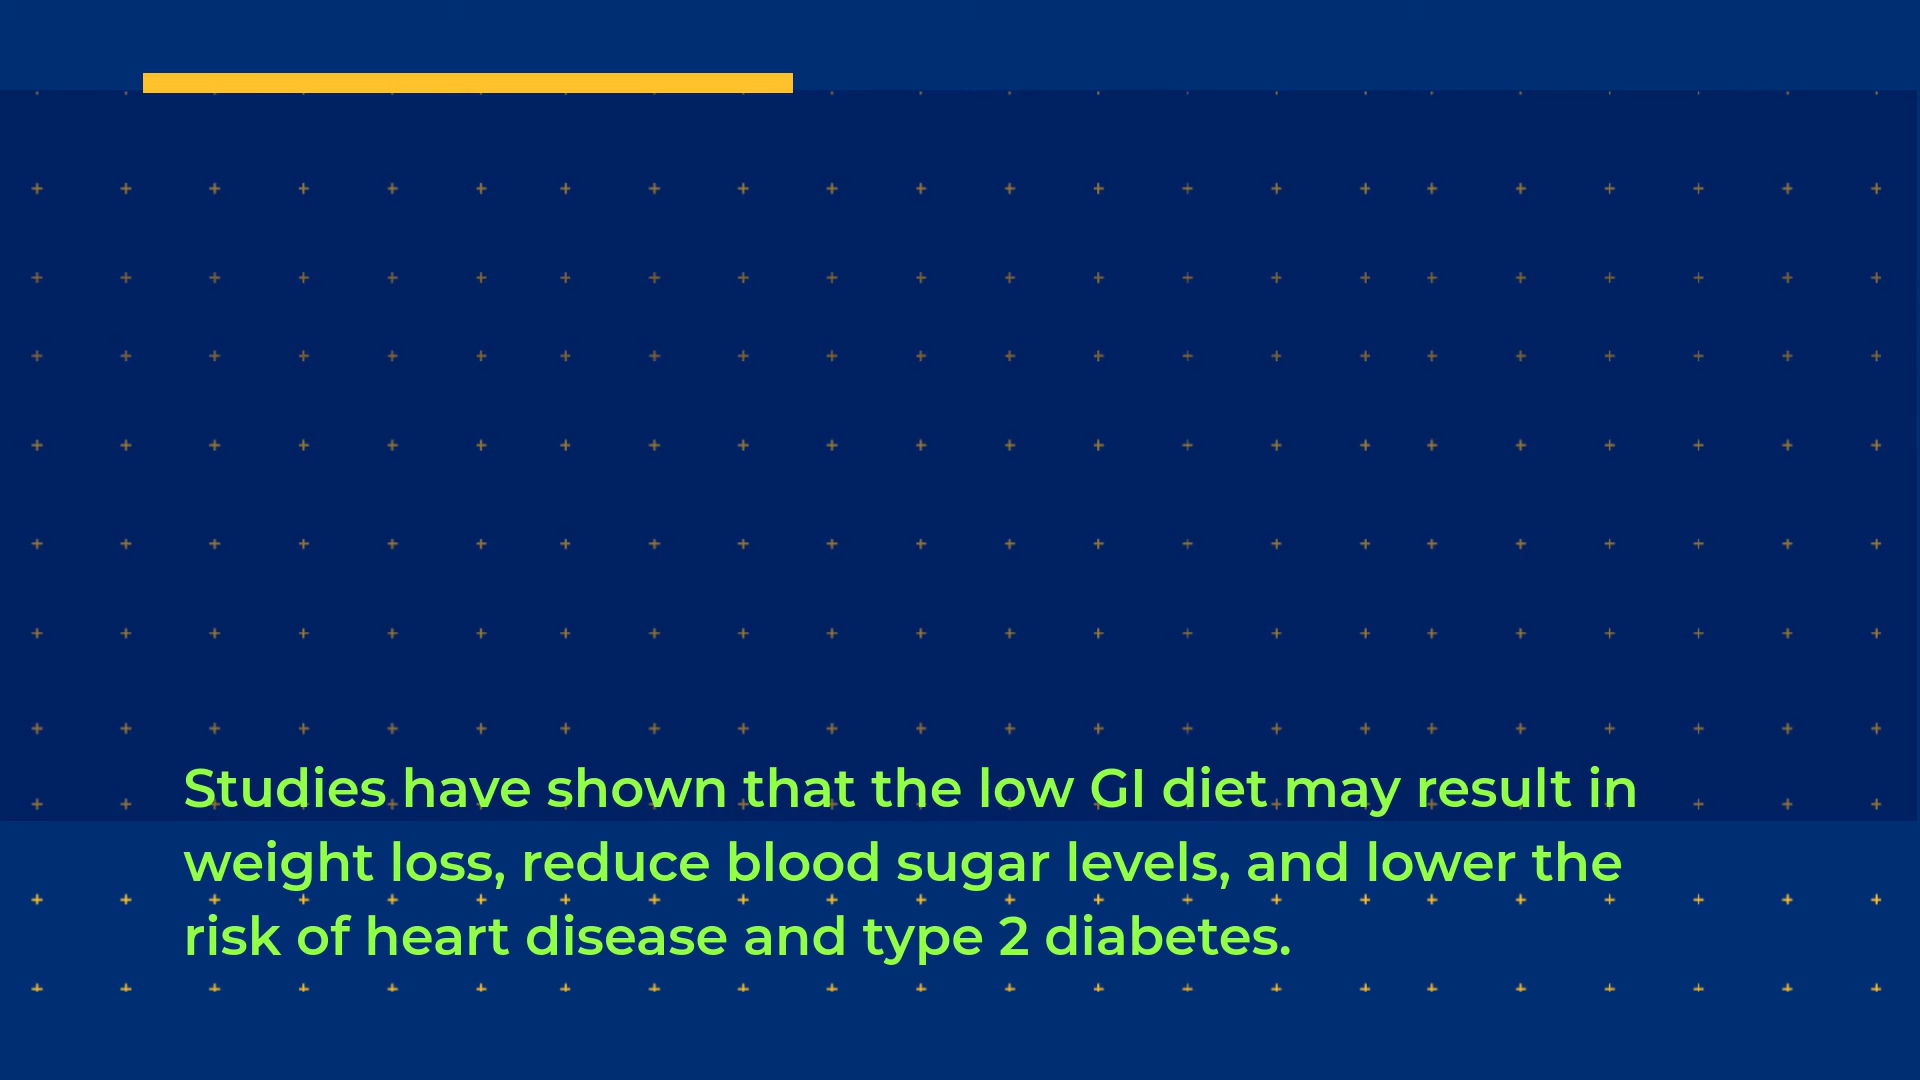 Studies have shown that the low GI diet may result in
weight loss, reduce blood sugar levels, and lower the
risk of heart disease and type 2 diabetes.